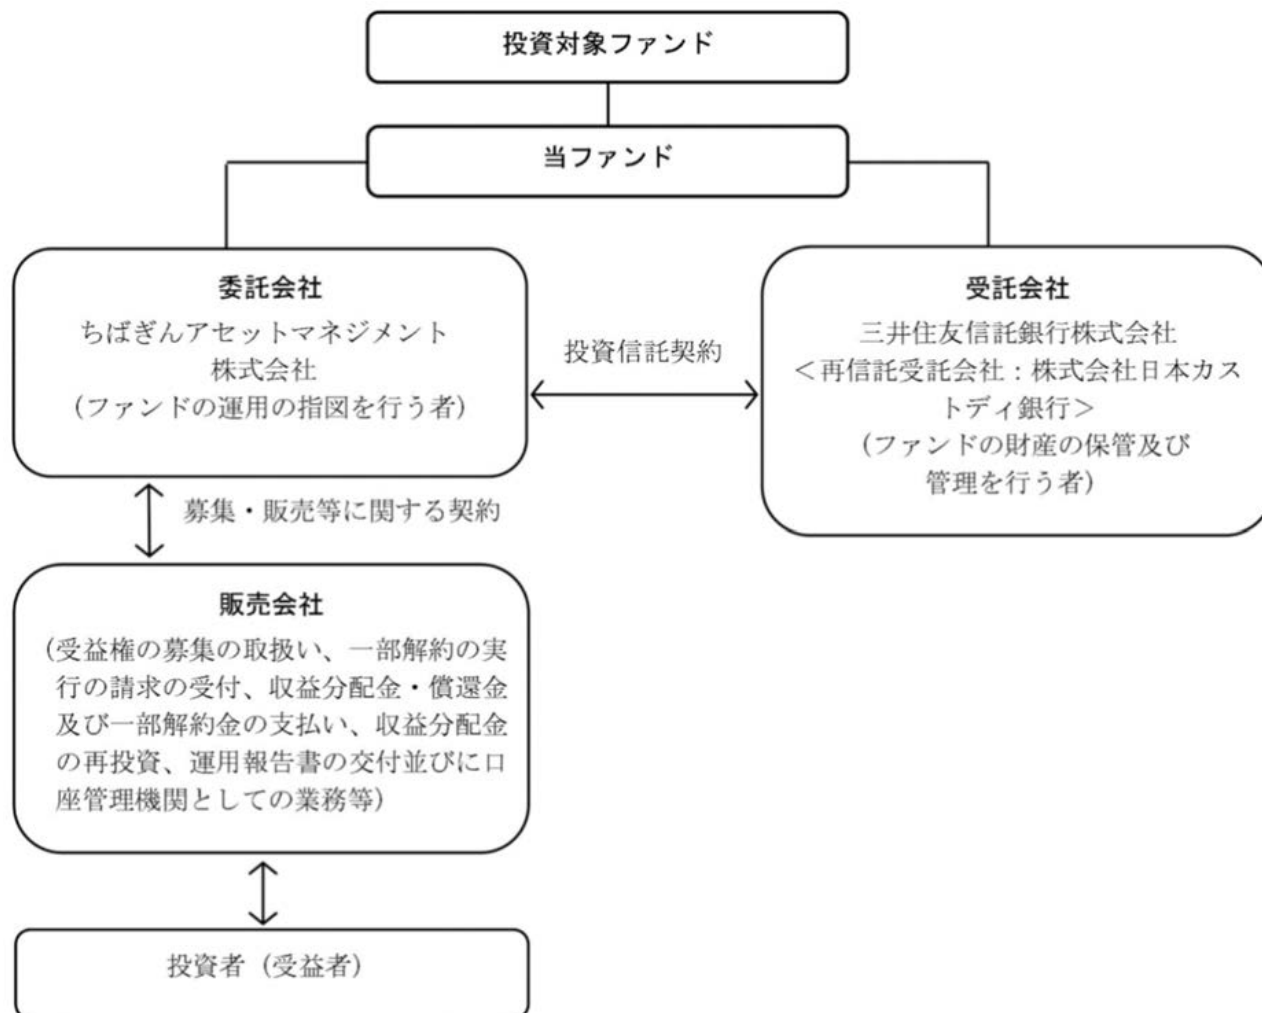 投資対象ファンド
当ファンド
委託会社
ちばぎんアセットマネジメント
株式会社
(ファンドの運用の指図を行う者)
投資信託契約
受託会社
三井住友信託銀行株式会社
<再信託受託会社：株式会社日本カス
トディ銀行>
(ファンドの財産の保管及び
管理を行う者)
募集・販売等に関する契約
販売会社
(受益権の募集の取扱い、一部解約の実
行の請求の受付、収益分配金・償還金
及び一部解約金の支払い、収益分配金
の再投資、運用報告書の交付並びに口
座管理機関としての業務等)
投資者（受益者）